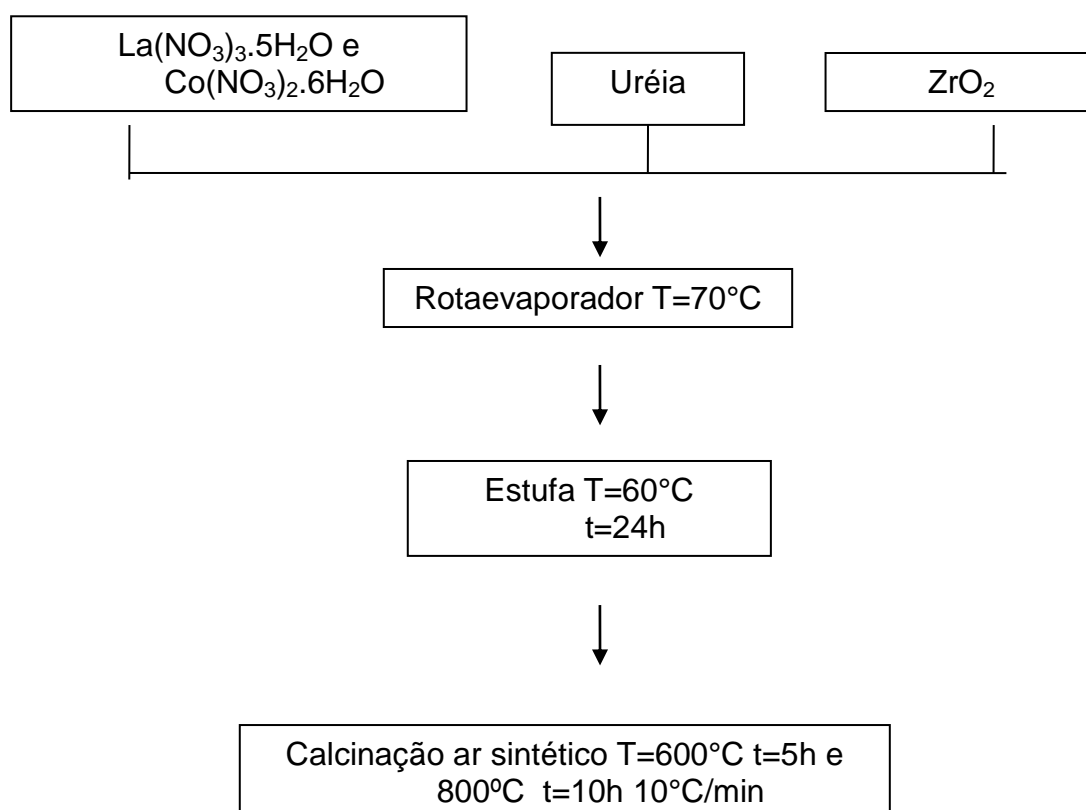 La(NO₃)₃.5H₂O e
Co(NO₃)₂.6H₂O
Uréia
ZrO₂
Rotaevaporador T=70°C
Estufa T=60°C
t=24h
Calcinação ar sintético T=600°C t=5h e
800ºC t=10h 10°C/min